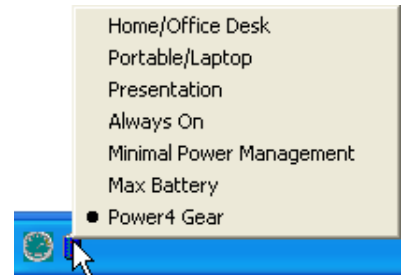 Home/Office Desk
Portable/Laptop
Presentation
Always On
Minimal Power Management
Max Battery
Power4 Gear